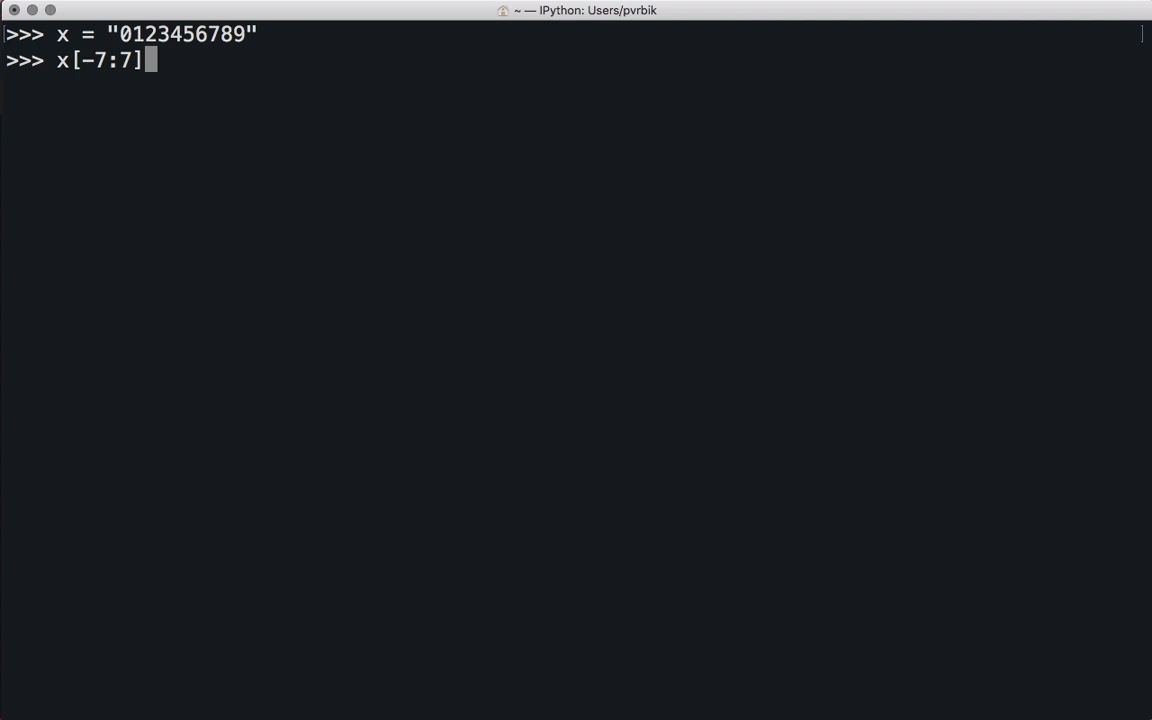 ~ — IPython: Users/pvrbik
>>> x = "0123456789"
>>> x[-7:7]